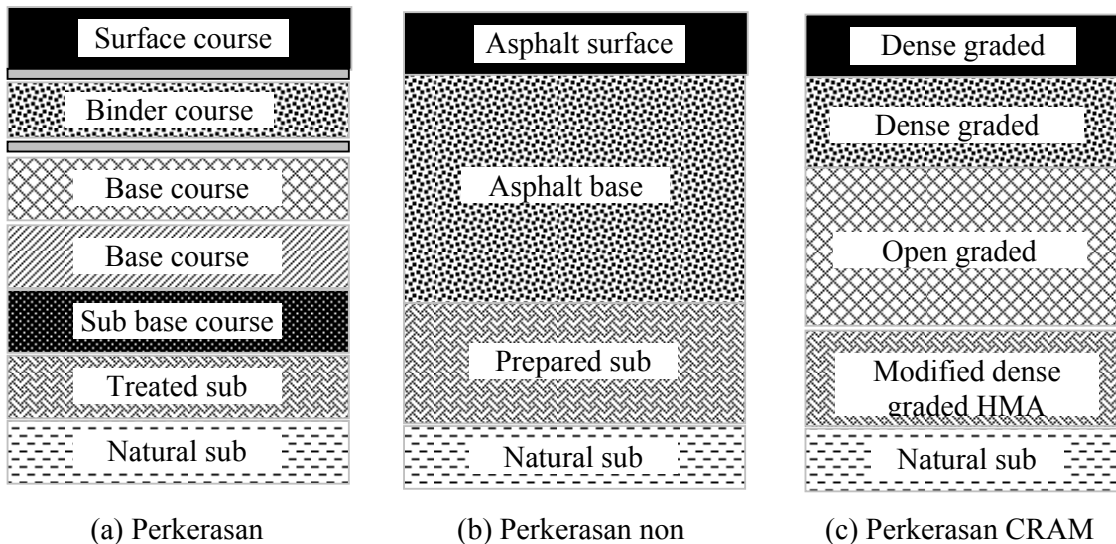 Surface course
Binder course
Base course
Base course
Sub base course
Treated sub
Natural sub
(a) Perkerasan
Asphalt surface
Asphalt base
Prepared sub
Natural sub
(b) Perkerasan non
Dense graded
Dense graded
Open graded
Modified dense
graded HMA
Natural sub
(c) Perkerasan CRAM